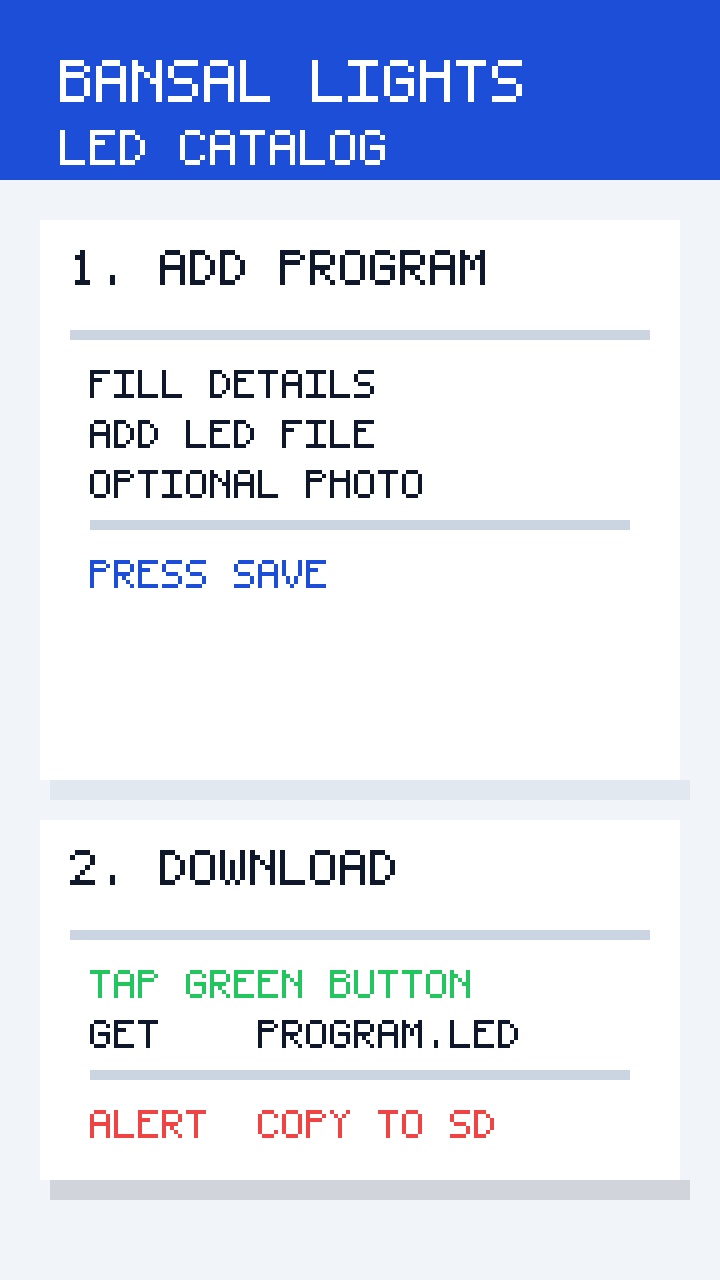 BANSAL LIGHTS
LED CATALOG
1. ADD PROGRAM
FILL DETAILS
ADD LED FILE
OPTIONAL PHOTO
PRESS SAVE
2. DOWNLOAD
TAP GREEN BUTTON
GET PROGRAM.LED
ALERT COPY TO SD